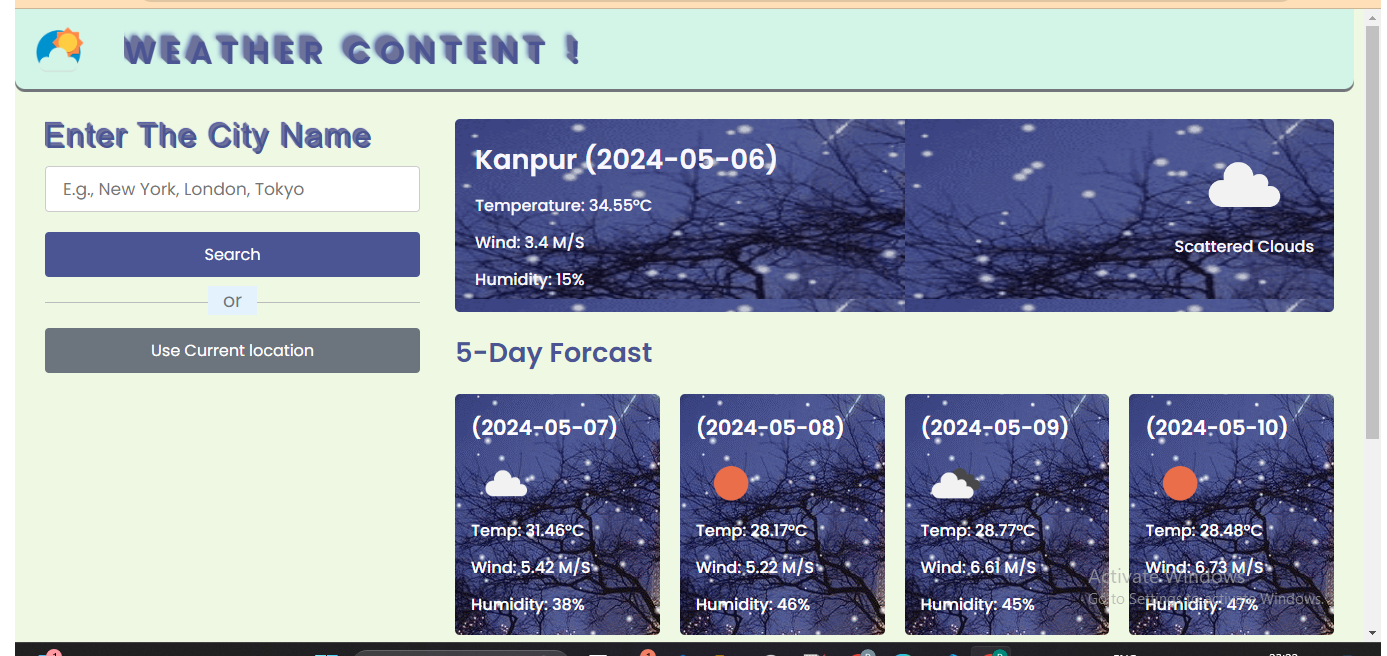 WEATHER CONTENT !
Enter The City Name
E.g., New York, London, Tokyo
Search
or
Use Current location
Kanpur (2024-05-06)
Temperature: 34.55°C
Wind: 3.4 M/S
Humidity: 15%
Scattered Clouds
5-Day Forcast
(2024-05-07)
Temp: 31.46°C
Wind: 5.42 M/S
Humidity: 38%
(2024-05-08)
Temp: 28.17°C
Wind: 5.22 M/S
Humidity: 46%
(2024-05-09)
Temp: 28.77°C
Wind: 6.61 M/S
Humidity: 45%
(2024-05-10)
Temp: 28.48°C
Wind: 6.73 M/S
Humidity: 47%
Activate Windows
Go to Settings to activate Windows.